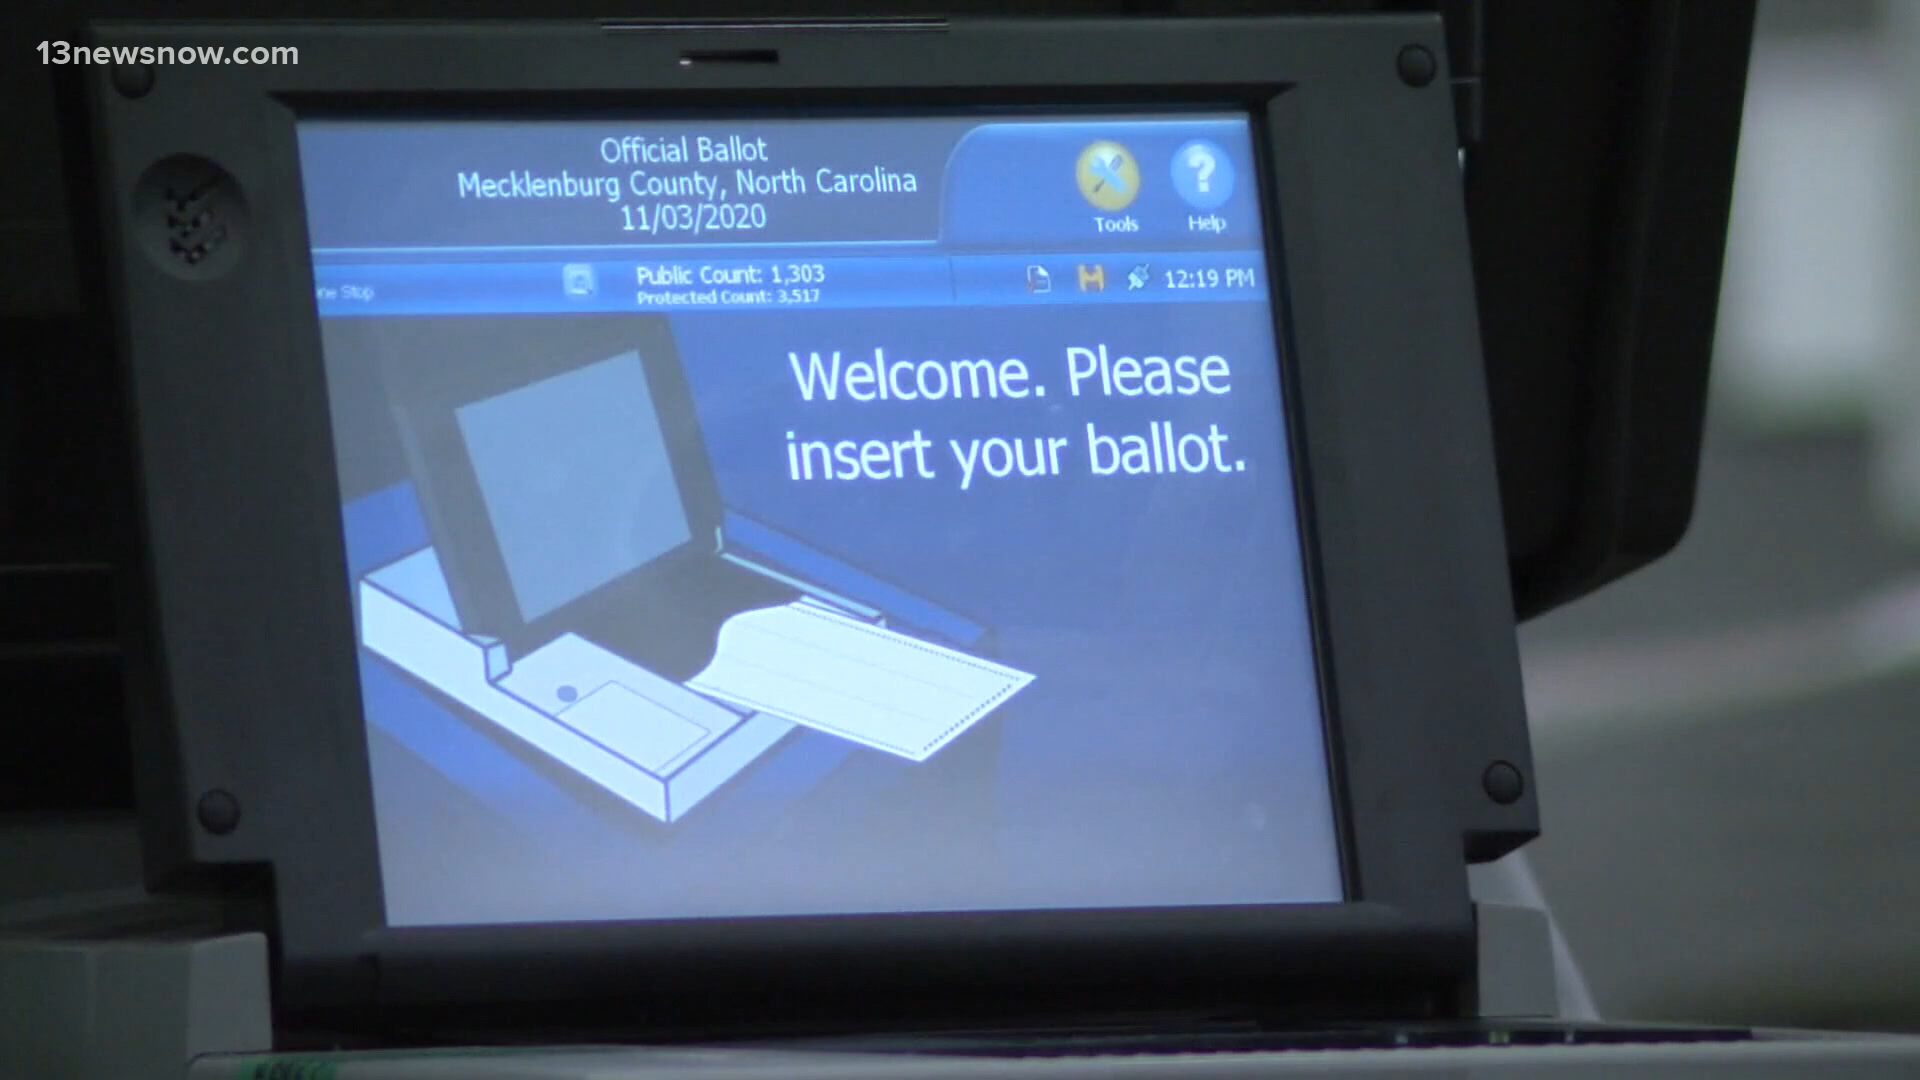 13newsnow.com
Official Ballot
Mecklenburg County, North Carolina
11/03/2020
Tools
Help
Stop
Public Count: 1,303
Protected Count: 3,517
12:19 PM
Welcome. Please
insert your ballot.